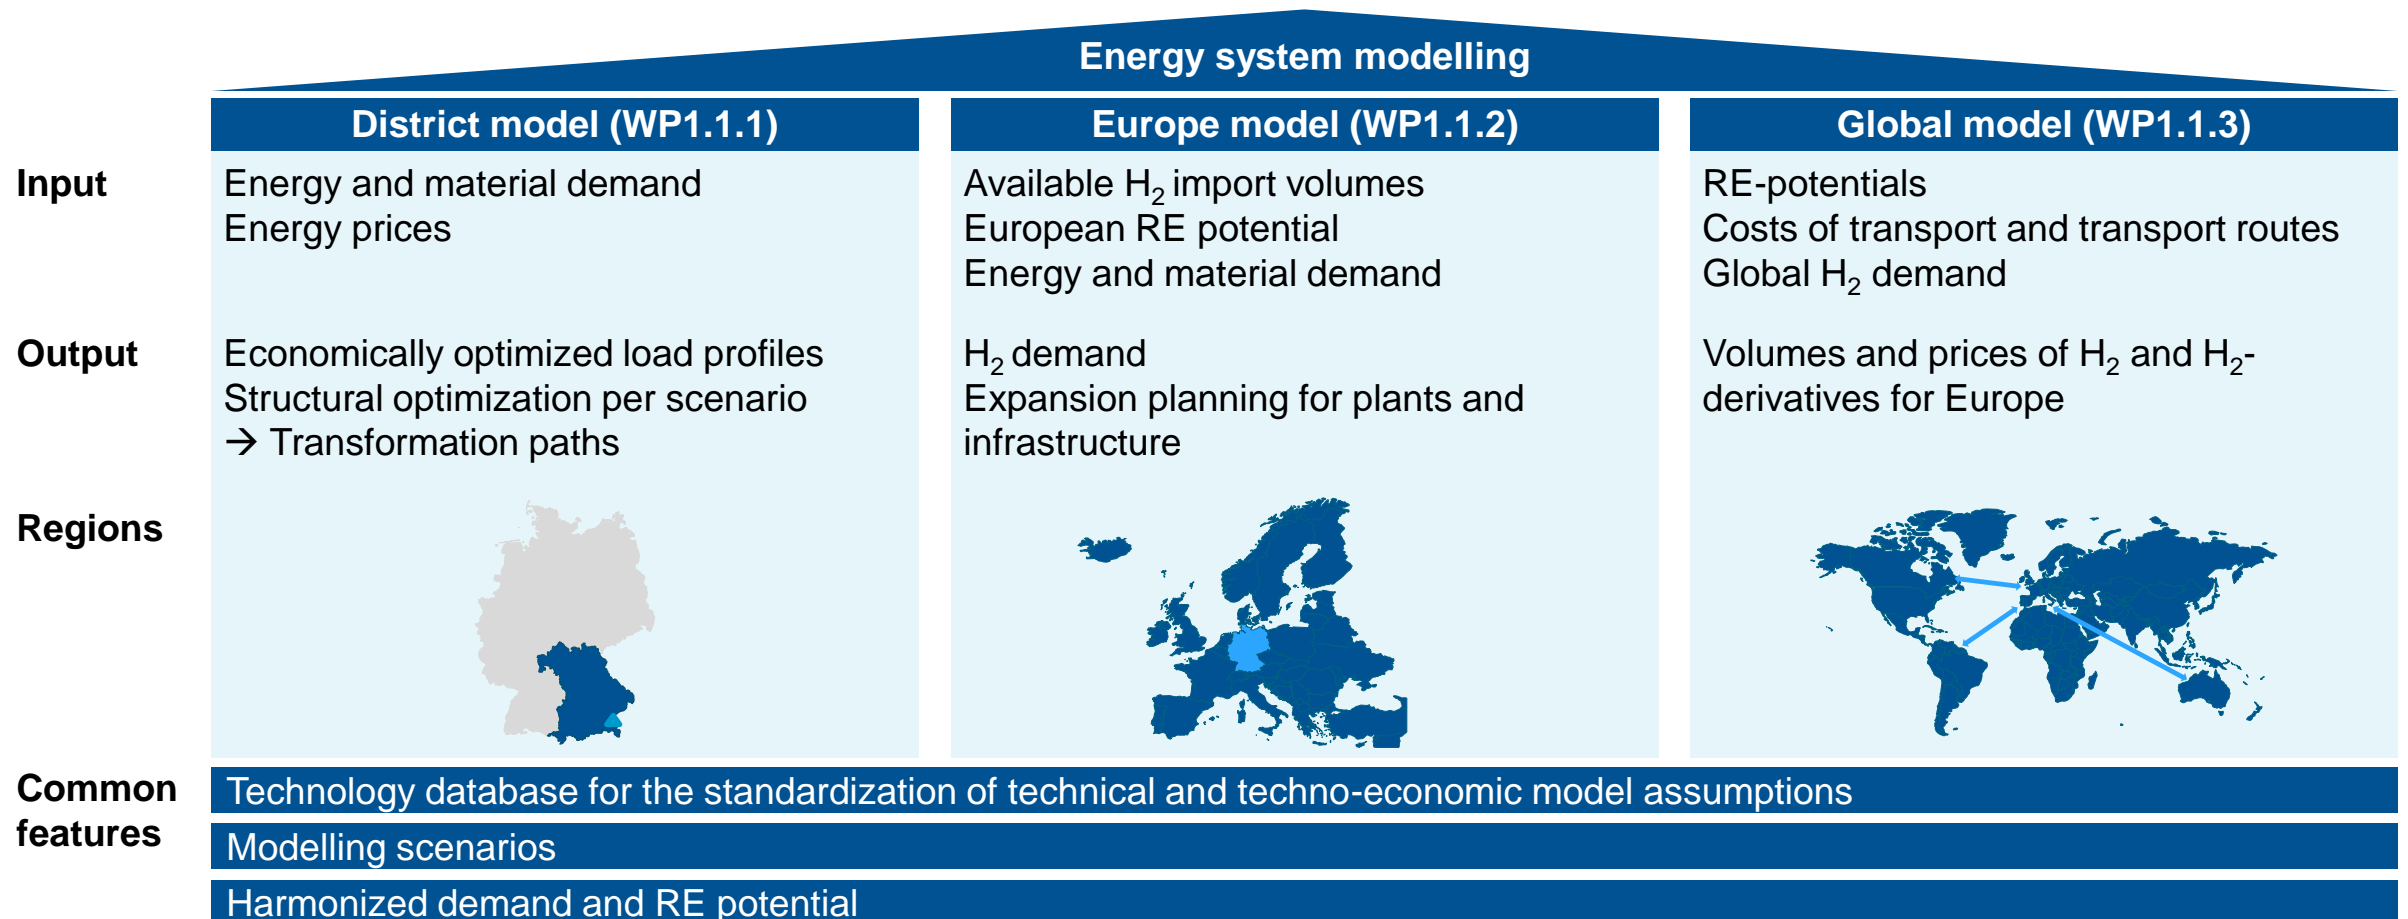 Energy system modelling
District model (WP1.1.1)
Europe model (WP1.1.2)
Global model (WP1.1.3)
Input
Energy and material demand
Energy prices
Available H₂ import volumes
European RE potential
Energy and material demand
RE-potentials
Costs of transport and transport routes
Global H₂ demand
Output
Economically optimized load profiles
Structural optimization per scenario
→ Transformation paths
H₂ demand
Expansion planning for plants and
infrastructure
Volumes and prices of H₂ and H₂-
derivatives for Europe
Regions
Common
features
Technology database for the standardization of technical and techno-economic model assumptions
Modelling scenarios
Harmonized demand and RE potential